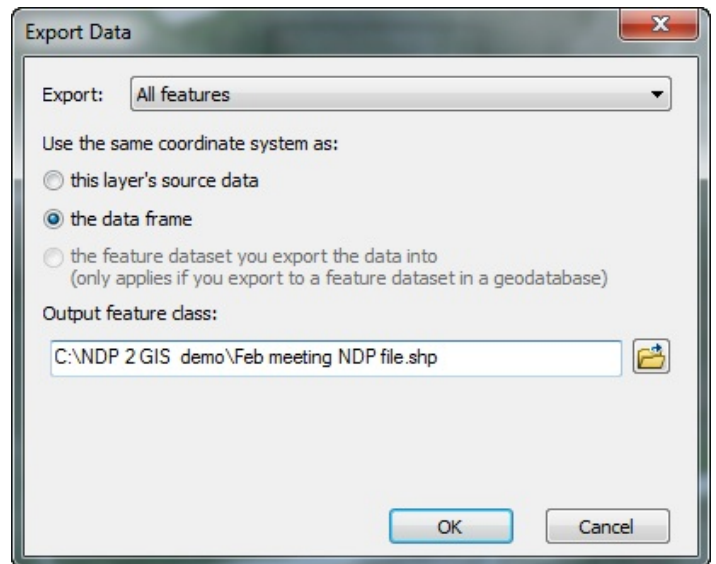 Export Data
Export: All features
Use the same coordinate system as:
this layer's source data
the data frame
the feature dataset you export the data into
(only applies if you export to a feature dataset in a geodatabase)
Output feature class:
C:\NDP 2 GIS  demo\Feb meeting NDP file.shp
OK Cancel